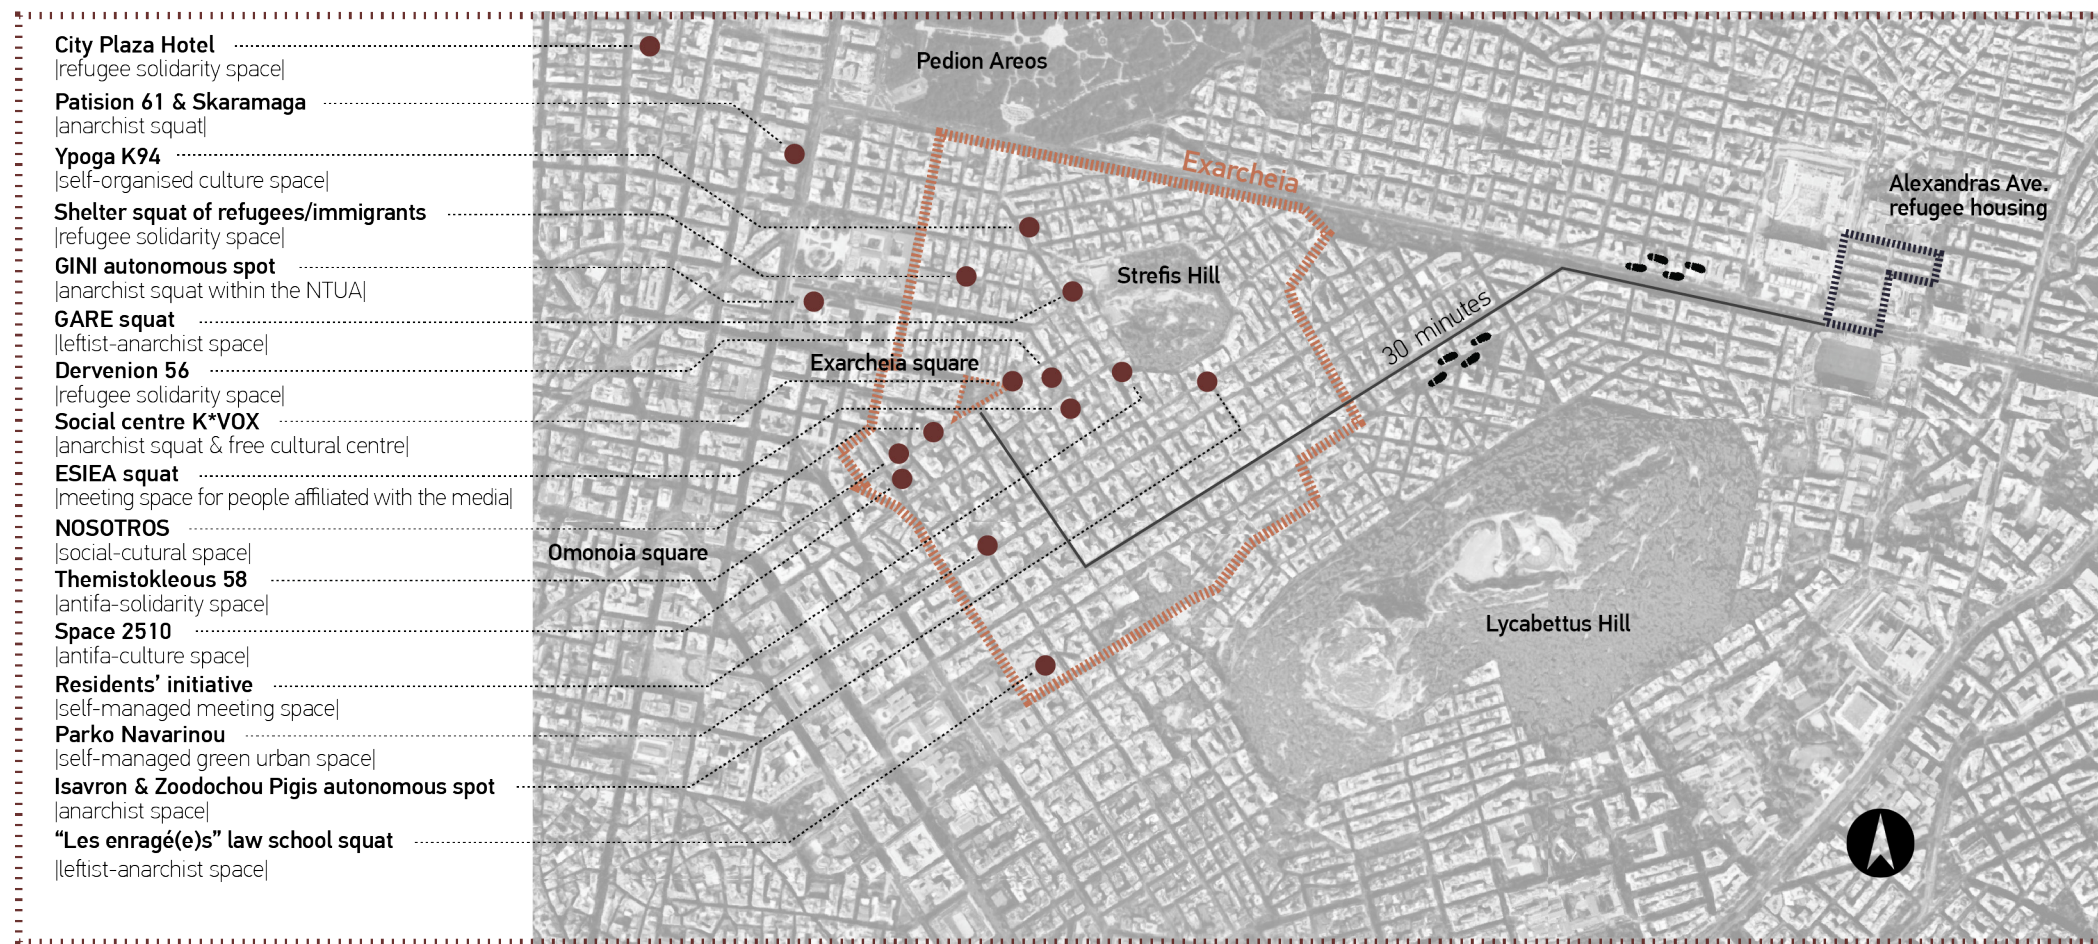 City Plaza Hotel
|refugee solidarity space|
Patision 61 & Skaramaga
|anarchist squat|
Ypoga K94
|self-organised culture space|
Shelter squat of refugees/immigrants
|refugee solidarity space|
GINI autonomous spot
|anarchist squat within the NTUA|
GARE squat
|leftist-anarchist space|
Dervenion 56
|refugee solidarity space|
Social centre K*VOX
|anarchist squat & free cultural centre|
ESIEA squat
|meeting space for people affiliated with the media|
NOSOTROS
|social-cutural space|
Themistokleous 58
|antifa-solidarity space|
Space 2510
|antifa-culture space|
Residents’ initiative
|self-managed meeting space|
Parko Navarinou
|self-managed green urban space|
Isavron & Zoodochou Pigis autonomous spot
|anarchist space|
“Les enragé(e)s” law school squat
|leftist-anarchist space|
Pedion Areos
Exarcheia
Alexandras Ave.
refugee housing
Strefis Hill
30 minutes
Exarcheia square
Omonoia square
Lycabettus Hill